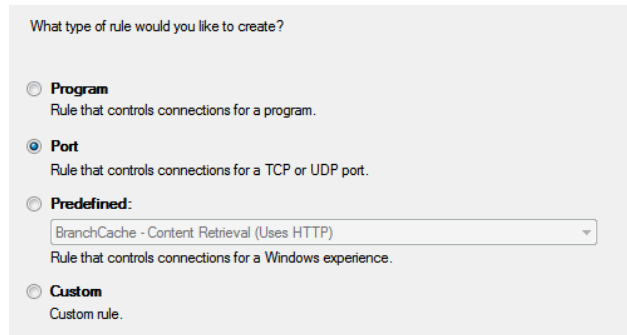 What type of rule would you like to create?
Program
Rule that controls connections for a program.
Port
Rule that controls connections for a TCP or UDP port.
Predefined:
BranchCache - Content Retrieval (Uses HTTP)
Rule that controls connections for a Windows experience.
Custom
Custom rule.